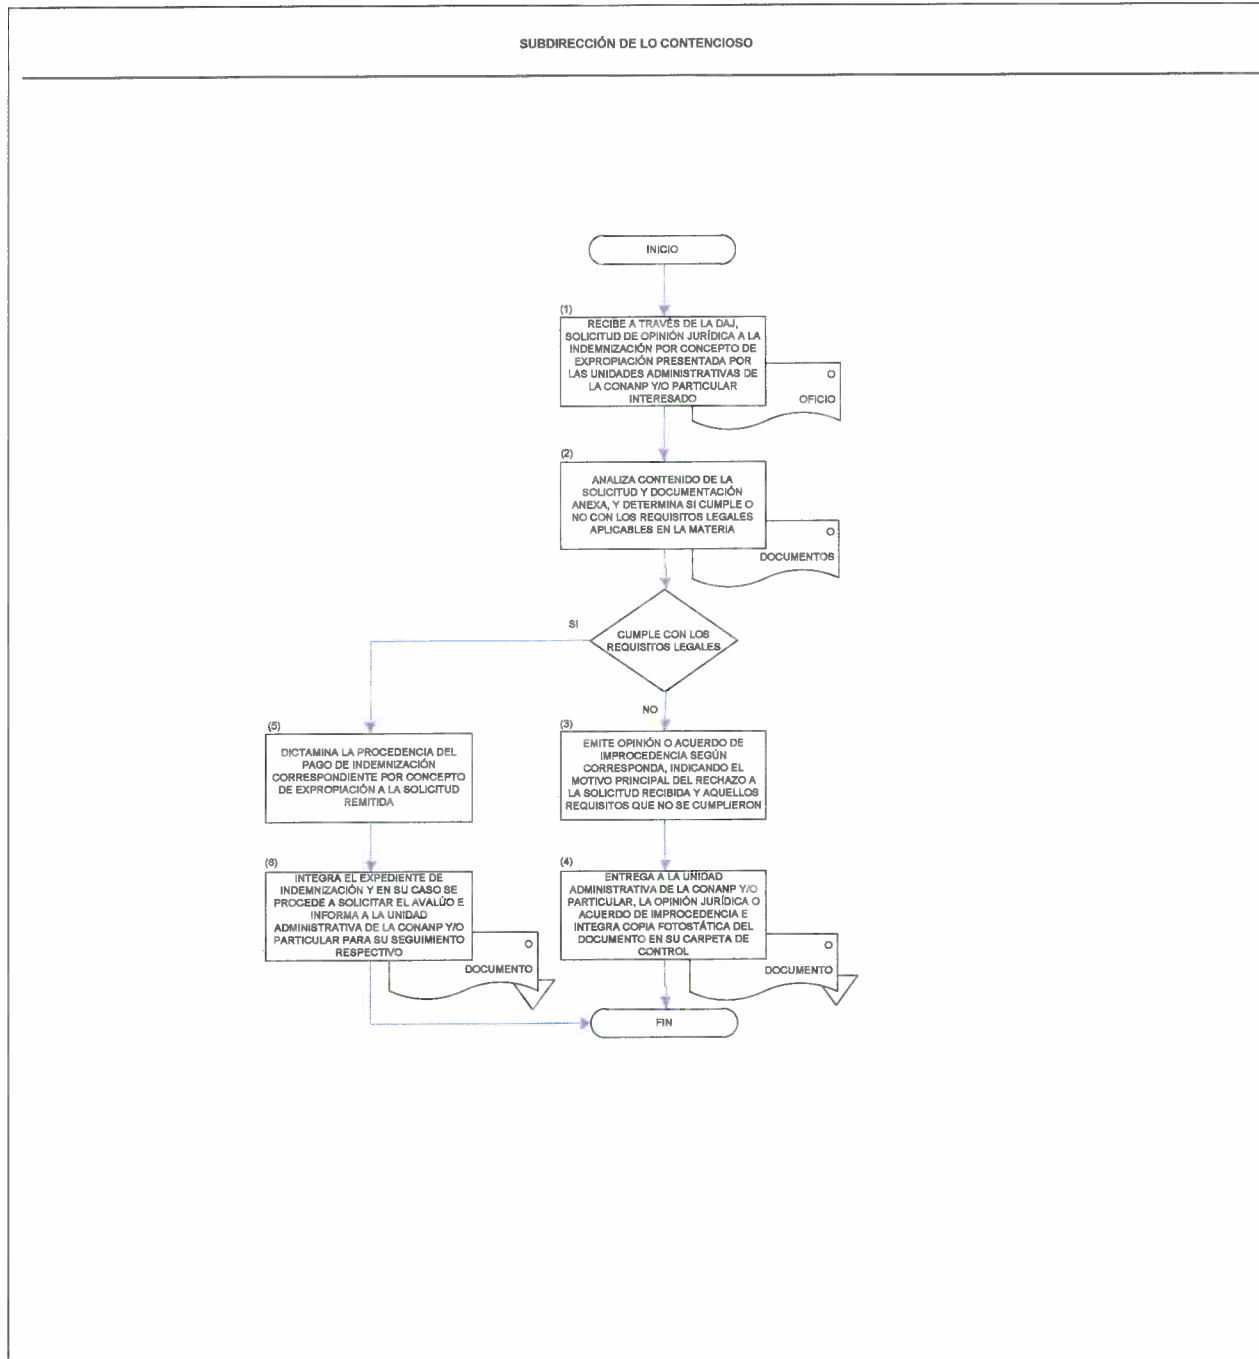 SUBDIRECCIÓN DE LO CONTENCIOSO
INICIO
(1)
RECIBE A TRAVÉS DE LA DAJ,
SOLICITUD DE OPINIÓN JURÍDICA A LA
INDEMNIZACIÓN POR CONCEPTO DE
EXPROPIACIÓN PRESENTADA POR
LAS UNIDADES ADMINISTRATIVAS DE
LA CONANP Y/O PARTICULAR
INTERESADO
O
OFICIO
(2)
ANALIZA CONTENIDO DE LA
SOLICITUD Y DOCUMENTACIÓN
ANEXA, Y DETERMINA SI CUMPLE O
NO CON LOS REQUISITOS LEGALES
APLICABLES EN LA MATERIA
O
DOCUMENTOS
CUMPLE CON LOS
REQUISITOS LEGALES
SI
NO
(5)
DICTAMINA LA PROCEDENCIA DEL
PAGO DE INDEMNIZACIÓN
CORRESPONDIENTE POR CONCEPTO
DE EXPROPIACIÓN A LA SOLICITUD
REMITIDA
(3)
EMITE OPINIÓN O ACUERDO DE
IMPROCEDENCIA SEGÚN
CORRESPONDA, INDICANDO EL
MOTIVO PRINCIPAL DEL RECHAZO A
LA SOLICITUD RECIBIDA Y AQUELLOS
REQUISITOS QUE NO SE CUMPLIERON
(6)
INTEGRA EL EXPEDIENTE DE
INDEMNIZACIÓN Y EN SU CASO SE
PROCEDE A SOLICITAR EL AVALÚO E
INFORMA A LA UNIDAD
ADMINISTRATIVA DE LA CONANP Y/O
PARTICULAR PARA SU SEGUIMIENTO
RESPECTIVO
O
DOCUMENTO
(4)
ENTREGA A LA UNIDAD
ADMINISTRATIVA DE LA CONANP Y/O
PARTICULAR, LA OPINIÓN JURÍDICA O
ACUERDO DE IMPROCEDENCIA E
INTEGRA COPIA FOTOSTÁTICA DEL
DOCUMENTO EN SU CARPETA DE
CONTROL
O
DOCUMENTO
FIN